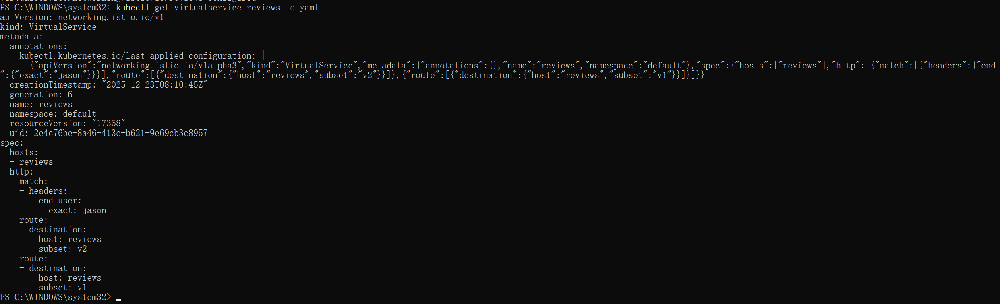 PS C:\WINDOWS\system32> kubectl get virtualservice reviews -o yaml
apiVersion: networking.istio.io/v1
kind: VirtualService
metadata:
  annotations:
    kubectl.kubernetes.io/last-applied-configuration: |
      {"apiVersion":"networking.istio.io/v1alpha3","kind":"VirtualService","metadata":{"annotations":{},"name":"reviews","namespace":"default"},"spec":{"hosts":["reviews"],"http":[{"match":[{"headers":{"end-
":{"exact":"jason"}}}],"route":[{"destination":{"host":"reviews","subset":"v2"}}]},{"route":[{"destination":{"host":"reviews","subset":"v1"}}]}]}}
  creationTimestamp: "2025-12-23T08:10:45Z"
  generation: 6
  name: reviews
  namespace: default
  resourceVersion: "17358"
  uid: 2e4c76be-8a46-413e-b621-9e69cb3c8957
spec:
  hosts:
  - reviews
  http:
  - match:
    - headers:
        end-user:
          exact: jason
    route:
    - destination:
        host: reviews
        subset: v2
  - route:
    - destination:
        host: reviews
        subset: v1
PS C:\WINDOWS\system32>